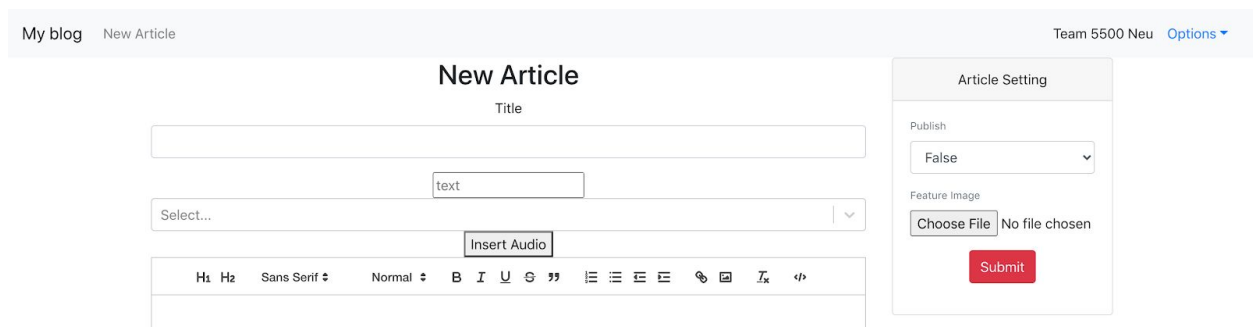 My blog New Article Team 5500 Neu Options
New Article
Title
text
Select...
Insert Audio
H1 H2 Sans Serif Normal B I U S
Article Setting
Publish
False
Feature Image
Choose File No file chosen
Submit